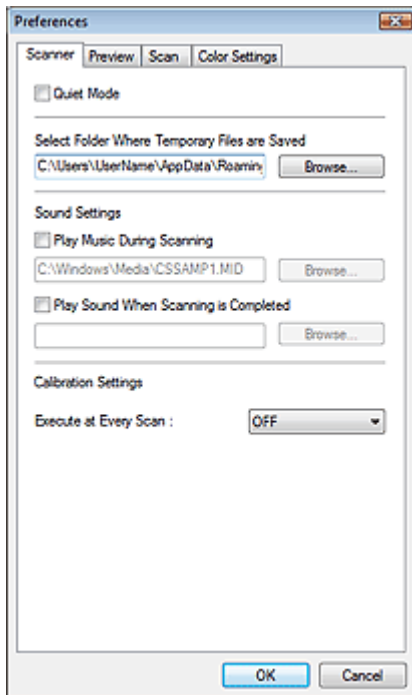 Preferences
Scanner Preview Scan Color Settings
Quiet Mode
Select Folder Where Temporary Files are Saved
C:\Users\UserName\AppData\Roaming Browse...
Sound Settings
Play Music During Scanning
C:\Windows\Media\CSSAMP1.MID Browse...
Play Sound When Scanning is Completed
Browse...
Calibration Settings
Execute at Every Scan : OFF
OK Cancel